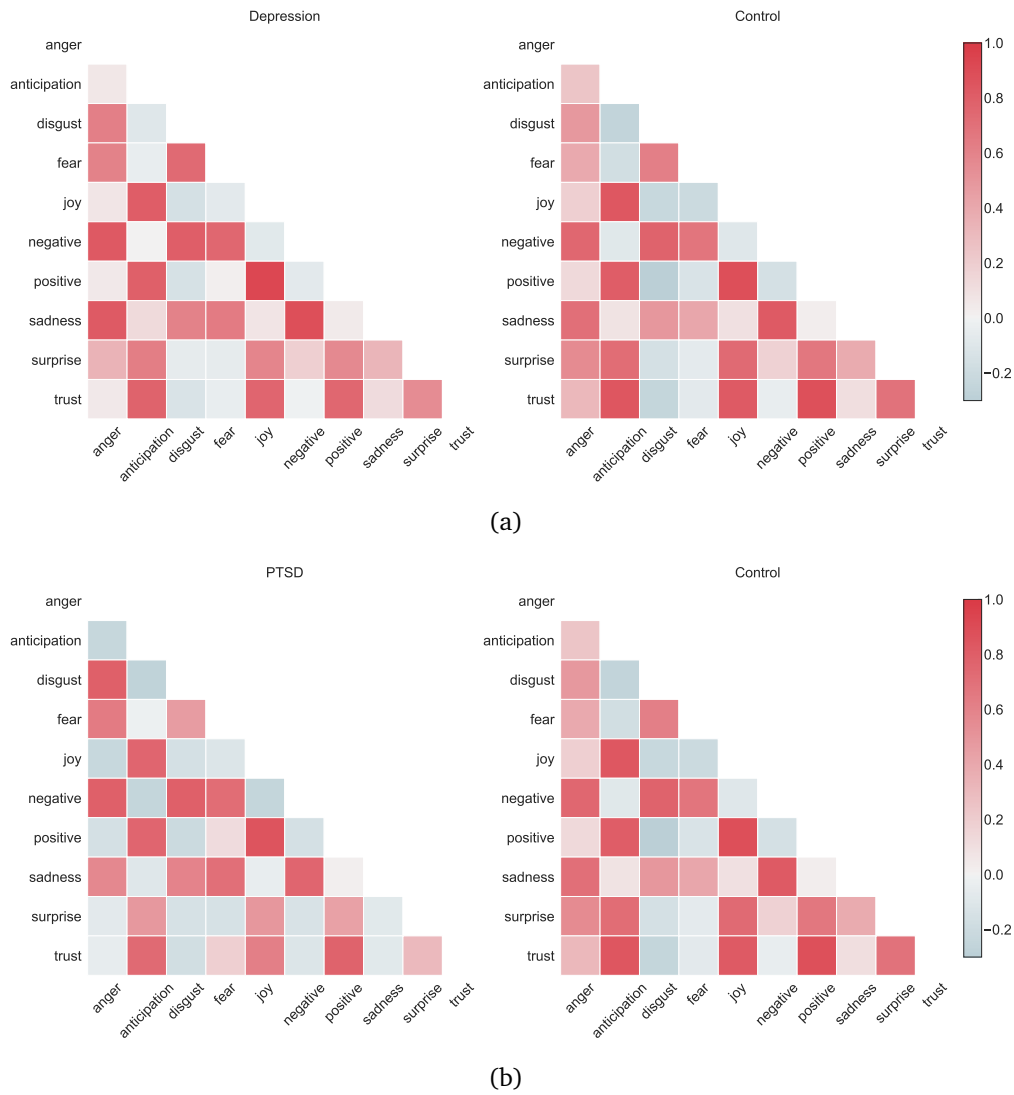 Depression
Control
anger
anticipation
disgust
fear
joy
negative
positive
sadness
surprise
trust
anger
anticipation
disgust
fear
joy
negative
positive
sadness
surprise
trust
anger
anticipation
disgust
fear
joy
negative
positive
sadness
surprise
trust
anger
anticipation
disgust
fear
joy
negative
positive
sadness
surprise
trust
1.0
0.8
0.6
0.4
0.2
0.0
−0.2
(a)
PTSD
Control
anger
anticipation
disgust
fear
joy
negative
positive
sadness
surprise
trust
anger
anticipation
disgust
fear
joy
negative
positive
sadness
surprise
trust
anger
anticipation
disgust
fear
joy
negative
positive
sadness
surprise
trust
anger
anticipation
disgust
fear
joy
negative
positive
sadness
surprise
trust
1.0
0.8
0.6
0.4
0.2
0.0
−0.2
(b)